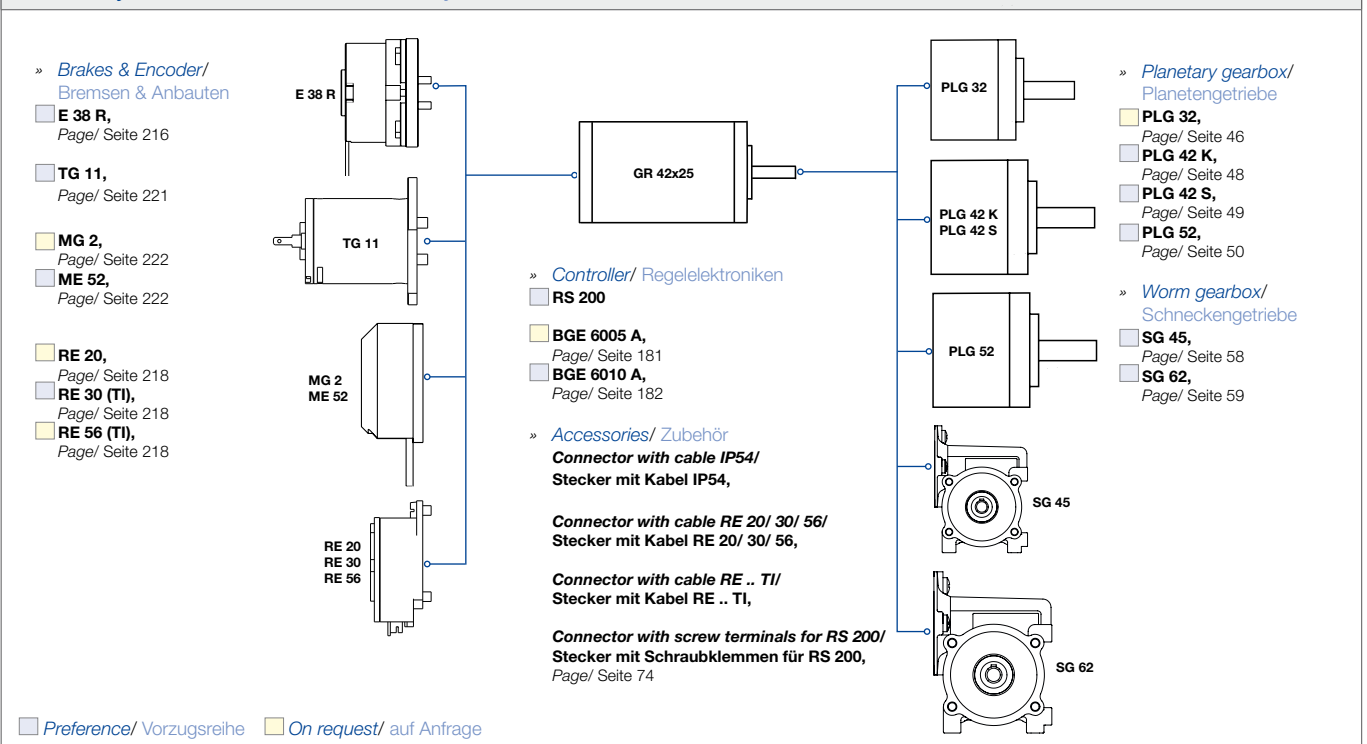 » Brakes & Encoder/
Bremsen & Anbauten
E 38 R,
Page/ Seite 216
TG 11,
Page/ Seite 221
MG 2,
Page/ Seite 222
ME 52,
Page/ Seite 222
RE 20,
Page/ Seite 218
RE 30 (TI),
Page/ Seite 218
RE 56 (TI),
Page/ Seite 218
E 38 R
TG 11
MG 2
ME 52
RE 20
RE 30
RE 56
GR 42x25
» Controller/ Regelelektroniken
RS 200
BGE 6005 A,
Page/ Seite 181
BGE 6010 A,
Page/ Seite 182
» Accessories/ Zubehör
Connector with cable IP54/
Stecker mit Kabel IP54,
Connector with cable RE 20/ 30/ 56/
Stecker mit Kabel RE 20/ 30/ 56,
Connector with cable RE .. TI/
Stecker mit Kabel RE .. TI,
Connector with screw terminals for RS 200/
Stecker mit Schraubklemmen für RS 200,
Page/ Seite 74
PLG 32
PLG 42 K
PLG 42 S
PLG 52
SG 45
SG 62
» Planetary gearbox/
Planetengetriebe
PLG 32,
Page/ Seite 46
PLG 42 K,
Page/ Seite 48
PLG 42 S,
Page/ Seite 49
PLG 52,
Page/ Seite 50
» Worm gearbox/
Schneckengetriebe
SG 45,
Page/ Seite 58
SG 62,
Page/ Seite 59
Preference/ Vorzugsreihe On request/ auf Anfrage